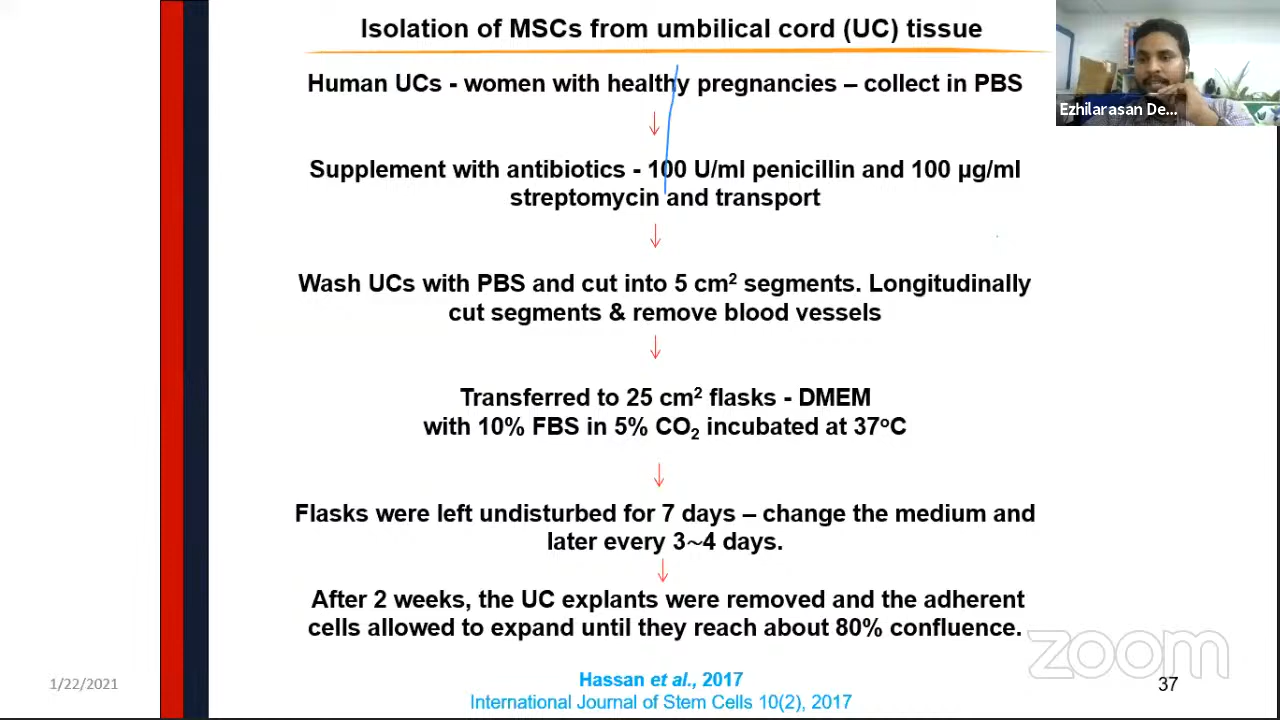 Isolation of MSCs from umbilical cord (UC) tissue
Ezhilarasan De...
Human UCs - women with healthy pregnancies – collect in PBS
Supplement with antibiotics - 100 U/ml penicillin and 100 µg/ml
streptomycin and transport
Wash UCs with PBS and cut into 5 cm² segments. Longitudinally
cut segments & remove blood vessels
Transferred to 25 cm² flasks - DMEM
with 10% FBS in 5% CO₂ incubated at 37ᵒC
Flasks were left undisturbed for 7 days – change the medium and
later every 3~4 days.
After 2 weeks, the UC explants were removed and the adherent
cells allowed to expand until they reach about 80% confluence.
zoom
Hassan et al., 2017
International Journal of Stem Cells 10(2), 2017
1/22/2021
37